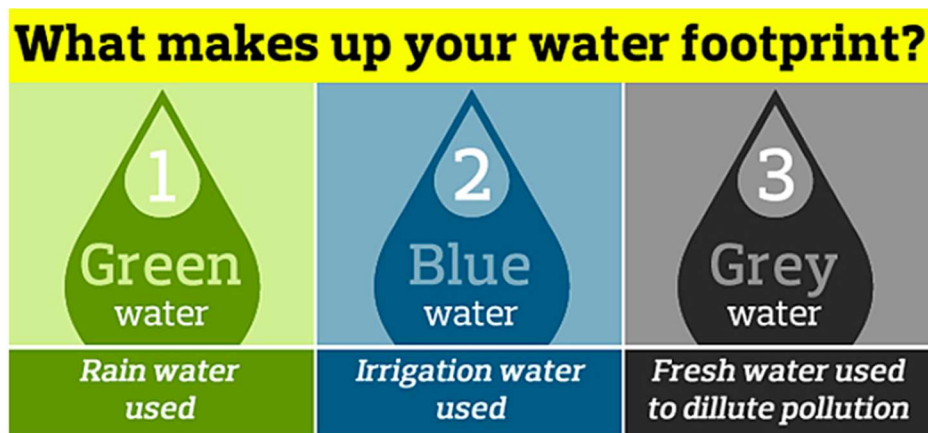 What makes up your water footprint?
1
Green
water
Rain water
used
2
Blue
water
Irrigation water
used
3
Grey
water
Fresh water used
to dillute pollution